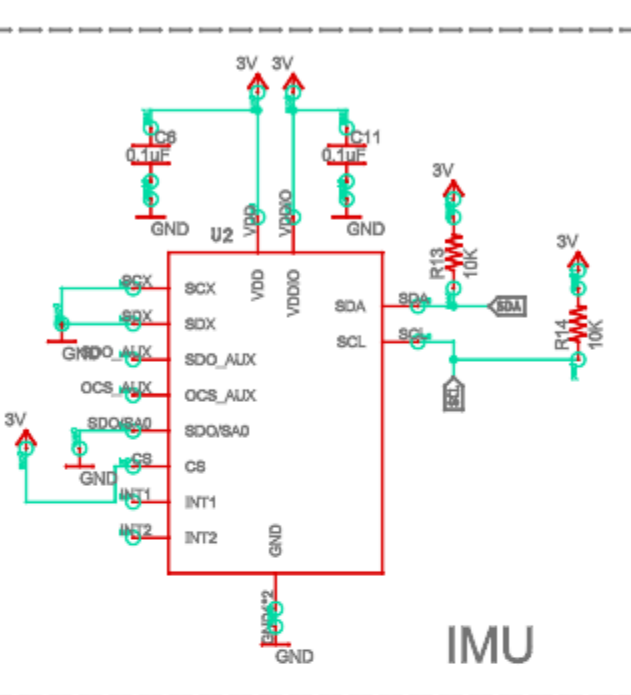 3V 3V
C6
0.1uF
C11
0.1uF
GND
GND
VDD
VDDIO
U2
3V
R13
10K
3V
R14
10K
SCX
SCX
VDD
VDDIO
SDA
SDA
SDA
SDX
SDX
SCL
SCL
SCL
GND
SDO_AUX
SDO_AUX
OCS_AUX
OCS_AUX
3V
SDO/SA0
SDO/SA0
GND
CS
CS
INT1
INT1
INT2
INT2
GND
GND
IMU